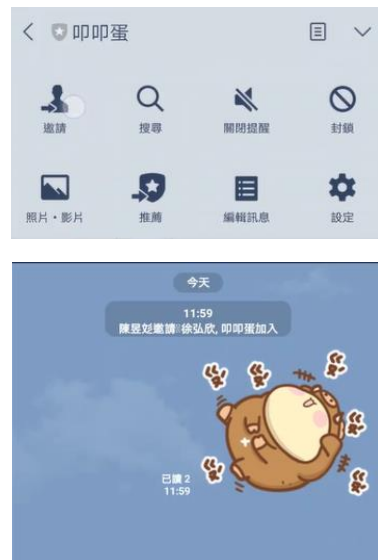 叩叩蛋
邀請
搜尋
關閉提醒
封鎖
照片・影片
推薦
編輯訊息
設定
今天
11:59
陳昱彣邀請 徐弘欣, 叩叩蛋加入
已讀 2
11:59